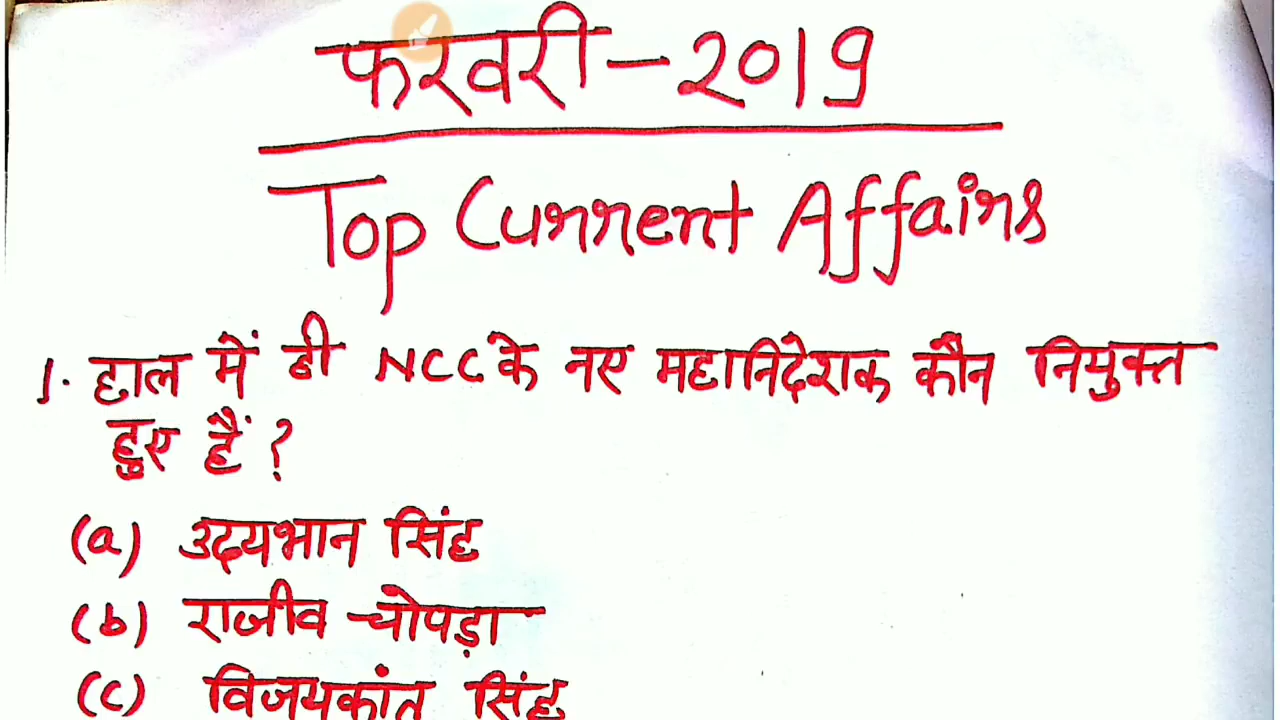 फरवरी - 2019
Top Current Affairs
1. हाल में ही NCC के नए महानिदेशक कौन नियुक्त
हुए हैं ?
(a) उदयभान सिंह
(b) राजीव चोपड़ा
(c) विजयकांत सिंह